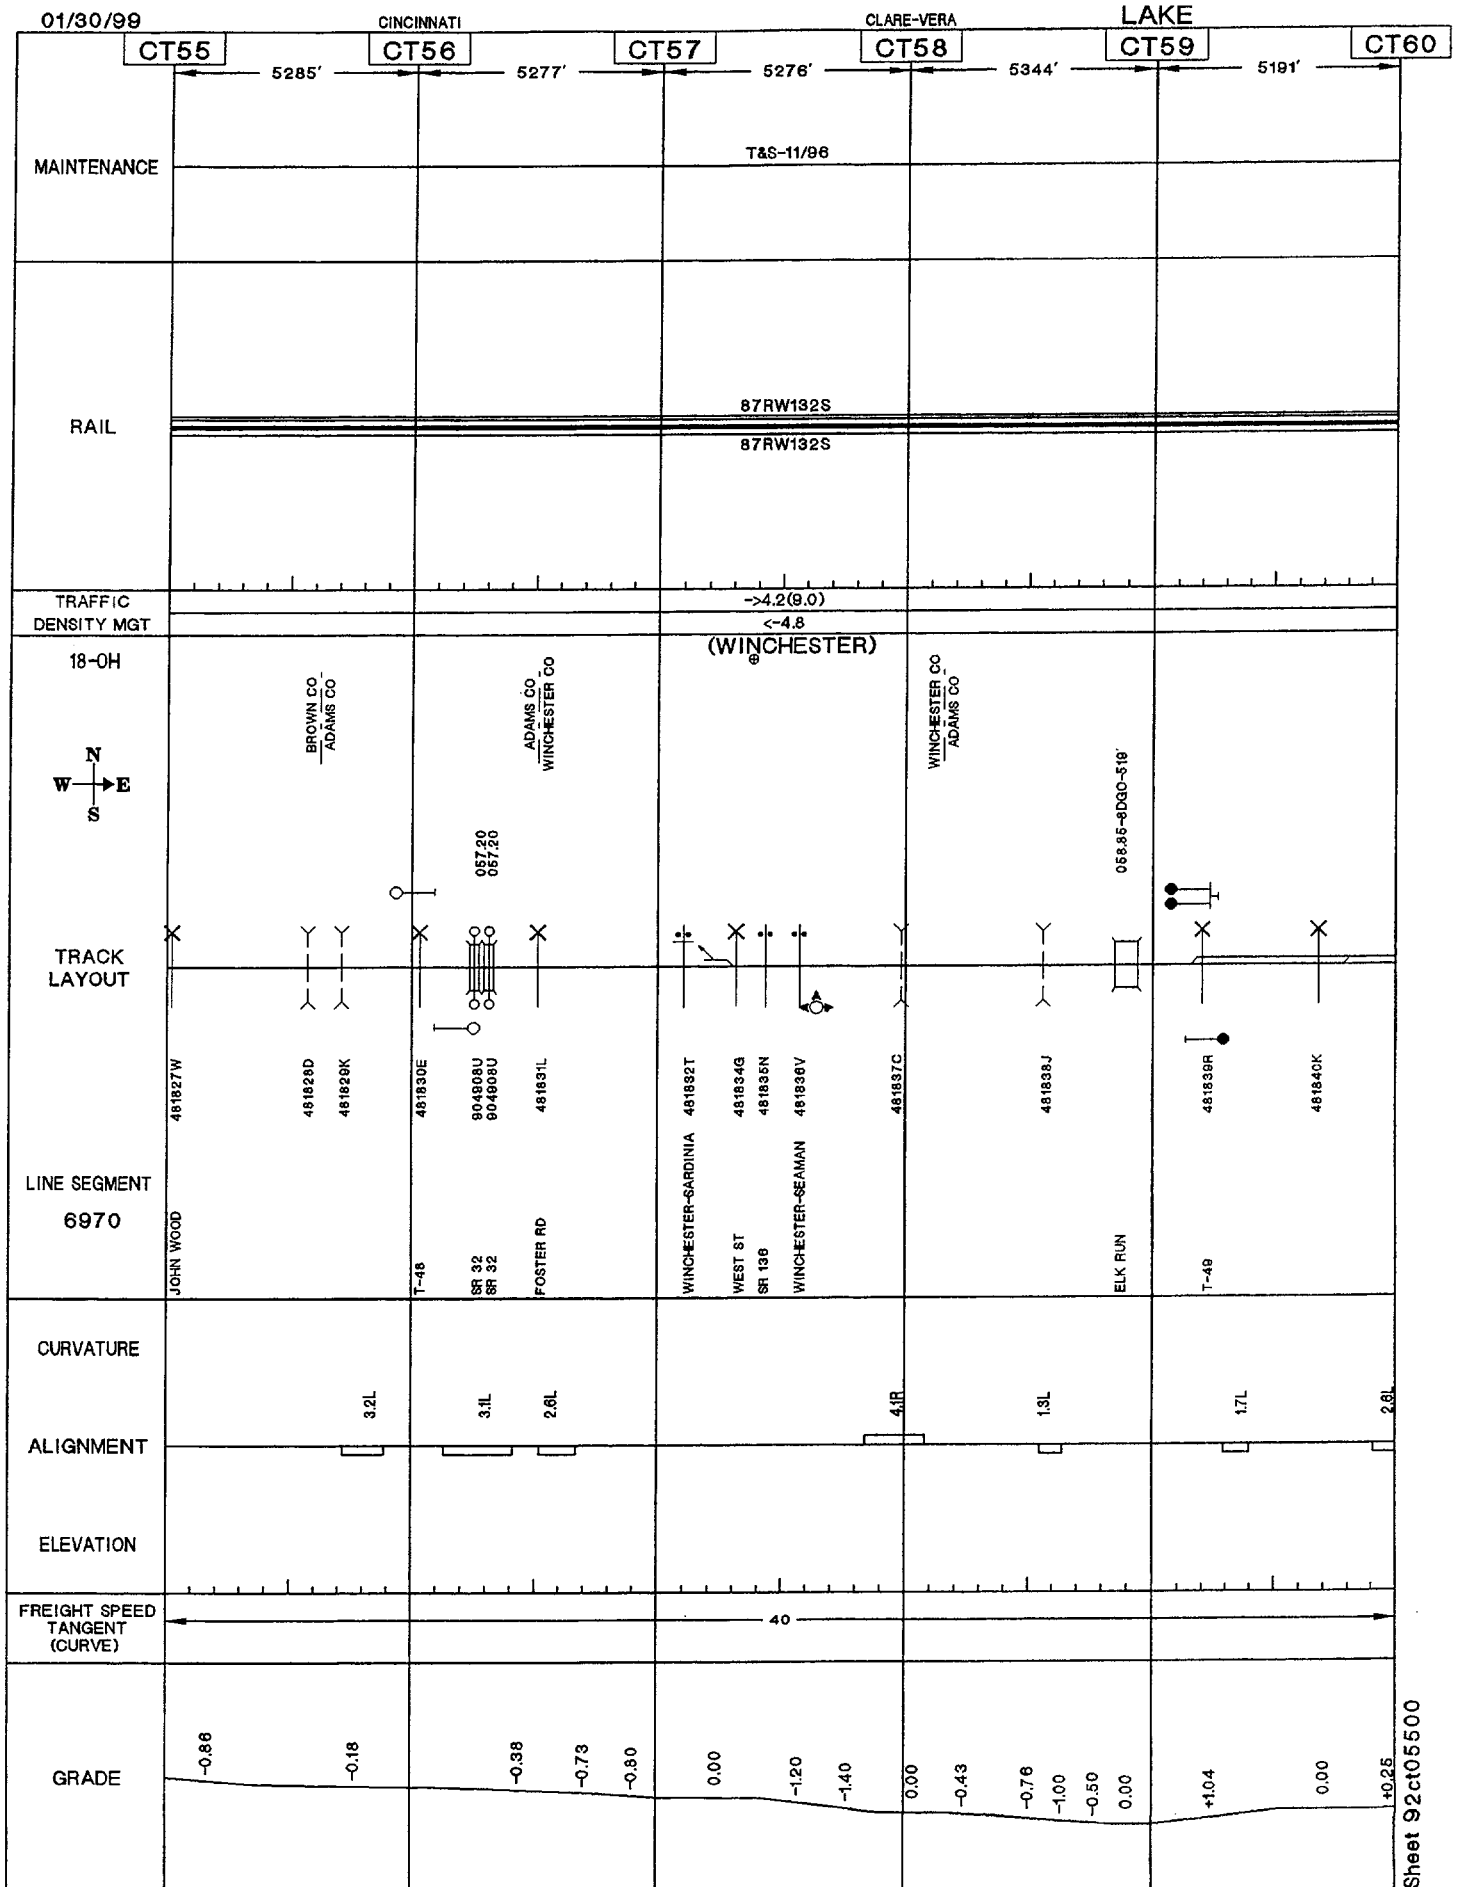 01/30/99
CINCINNATI
CLARE-VERA
LAKE
CT55
CT56
CT57
CT58
CT59
CT60
5285'
5277'
5276'
5344'
5191'
MAINTENANCE
T&S-11/96
RAIL
87RW132S
87RW132S
TRAFFIC
DENSITY MGT
->4.2(9.0)
<-4.8
18-OH
(WINCHESTER)
BROWN CO
ADAMS CO
ADAMS CO
WINCHESTER CO
WINCHESTER CO
ADAMS CO
N
W E
S
057.20
057.20
058.85-8DGO-519'
TRACK
LAYOUT
A
481827W
481828D
481829K
481830E
904908U
904908U
481831L
481832T
481834G
481835N
481836V
481837C
481838J
481839R
481840K
LINE SEGMENT
6970
JOHN WOOD
T-48
SR 32
SR 32
FOSTER RD
WINCHESTER-SARDINIA
WEST ST
SR 136
WINCHESTER-SEAMAN
ELK RUN
T-49
CURVATURE
3.2L
3.1L
2.6L
4.1R
1.3L
1.7L
2.6L
ALIGNMENT
ELEVATION
FREIGHT SPEED
TANGENT
(CURVE)
40
GRADE
-0.86
-0.18
-0.38
-0.73
-0.80
0.00
-1.20
-1.40
0.00
-0.43
-0.76
-1.00
-0.50
0.00
+1.04
0.00
+0.25
Sheet 92ct05500